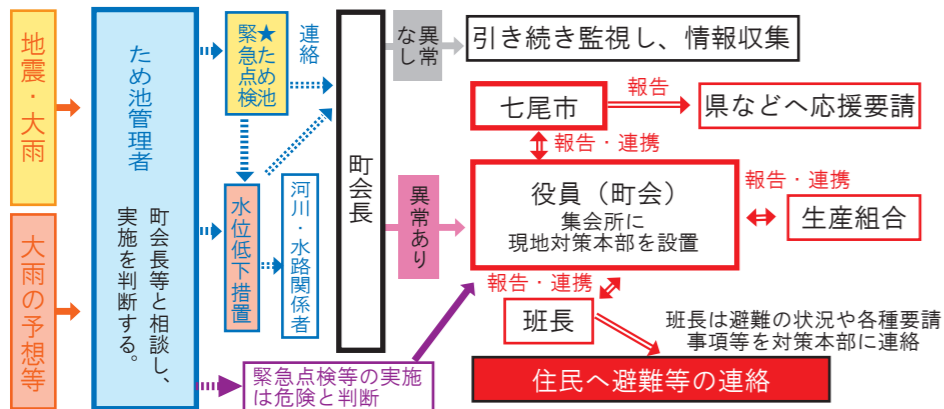 地震・大雨
大雨の予想等
ため池管理者
町会長等と相談し、
実施を判断する。
★ため池
緊急点検
連絡
水位低下措置
河川・水路関係者
緊急点検等の実施
は危険と判断
町会長
異常
なし
引き続き監視し、情報収集
異常あり
七尾市
報告
県などへ応援要請
報告・連携
役員（町会）
集会所に
現地対策本部を設置
報告・連携
生産組合
報告・連携
班長
班長は避難の状況や各種要請
事項等を対策本部に連絡
住民へ避難等の連絡